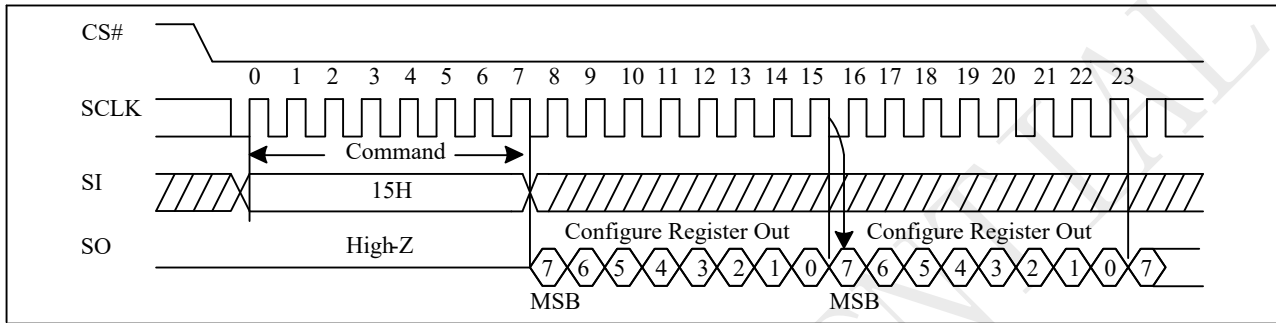 CS#
0 1 2 3 4 5 6 7 8 9 10 11 12 13 14 15 16 17 18 19 20 21 22 23
SCLK
Command
SI 15H
Configure Register Out Configure Register Out
SO High-Z
7 6 5 4 3 2 1 0 7 6 5 4 3 2 1 0 7
MSB MSB
NTIAL